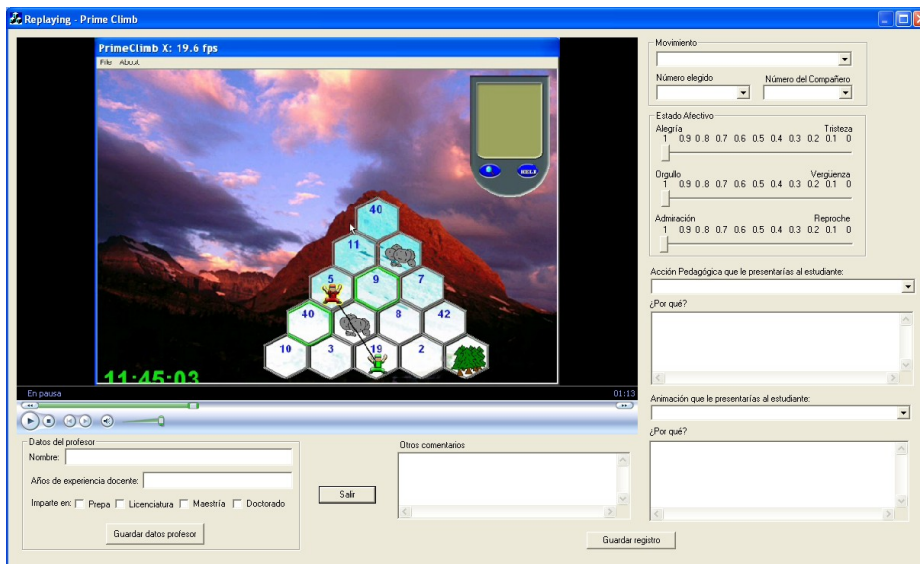 Replaying - Prime Climb
PrimeClimb X: 19.6 fps
File About
HELP
40
11
5 9 7
40 8 42
10 3 19 2
11:45:03
En pausa 01:13
Movimiento
Número elegido Número del Compañero
Estado Afectivo
Alegría Tristeza
1 0.9 0.8 0.7 0.6 0.5 0.4 0.3 0.2 0.1 0
Orgullo Vergüenza
1 0.9 0.8 0.7 0.6 0.5 0.4 0.3 0.2 0.1 0
Admiración Reproche
1 0.9 0.8 0.7 0.6 0.5 0.4 0.3 0.2 0.1 0
Acción Pedagógica que le presentarías al estudiante:
¿Por qué?
Animación que le presentarías al estudiante:
¿Por qué?
Datos del profesor
Nombre:
Años de experiencia docente:
Imparte en: Prepa Licenciatura Maestría Doctorado
Guardar datos profesor
Salir
Otros comentarios
Guardar registro